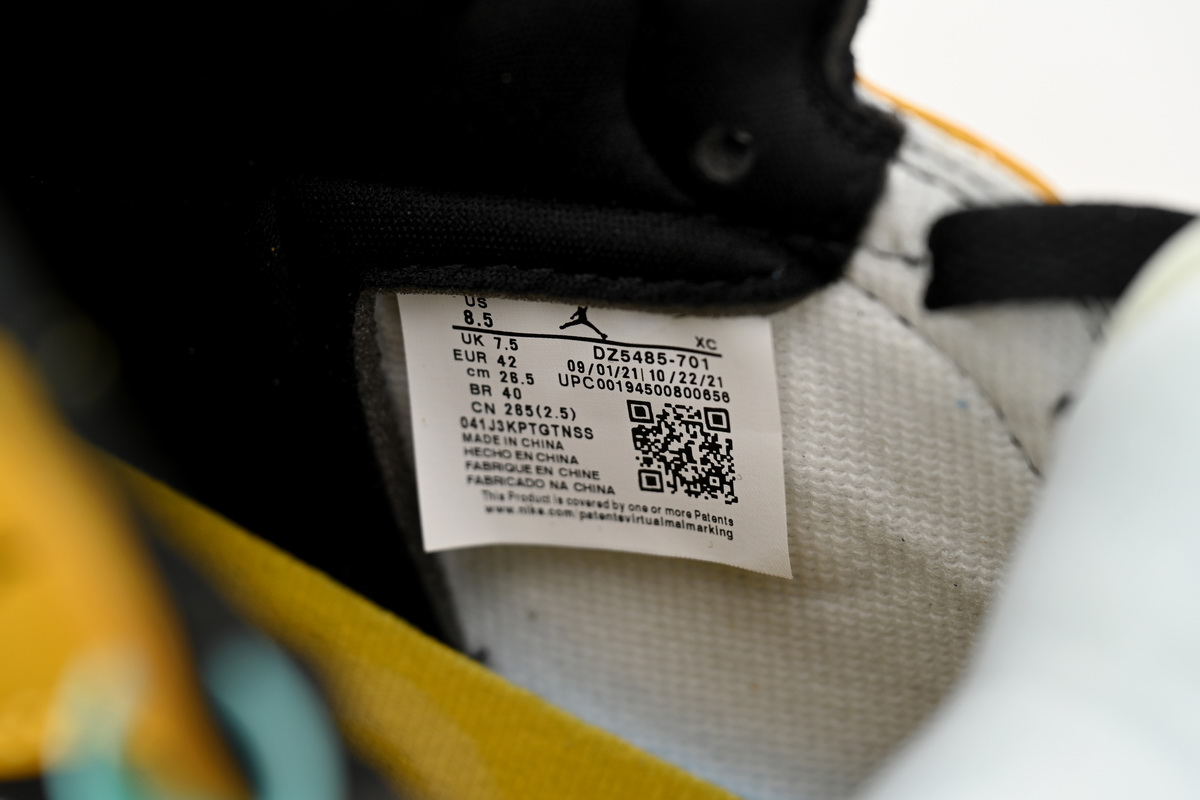 US
8.5
XC
UK 7.5
DZ5485-701
EUR 42
09/01/21| 10/22/21
cm 26.5
UPC00194500800656
BR 40
CN 265(2.5)
041J3KPTGTNSS
MADE IN CHINA
HECHO EN CHINA
FABRIQUE EN CHINE
FABRICADO NA CHINA
This Product is covered by one or more Patents
www.nike.com/patentsvirtualmalmarking